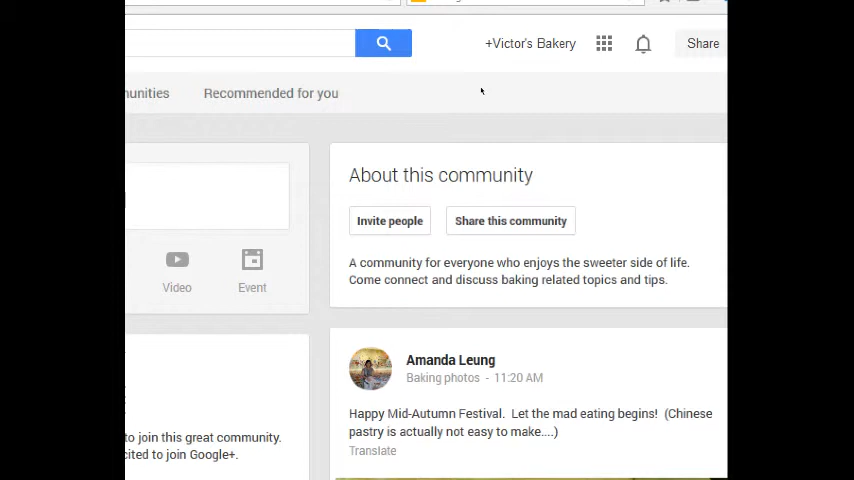 +Victor's Bakery
Share
unities
Recommended for you
About this community
Invite people
Share this community
A community for everyone who enjoys the sweeter side of life.
Come connect and discuss baking related topics and tips.
Video
Event
Amanda Leung
Baking photos - 11:20 AM
Happy Mid-Autumn Festival. Let the mad eating begins! (Chinese
pastry is actually not easy to make....)
Translate
to join this great community.
cited to join Google+.